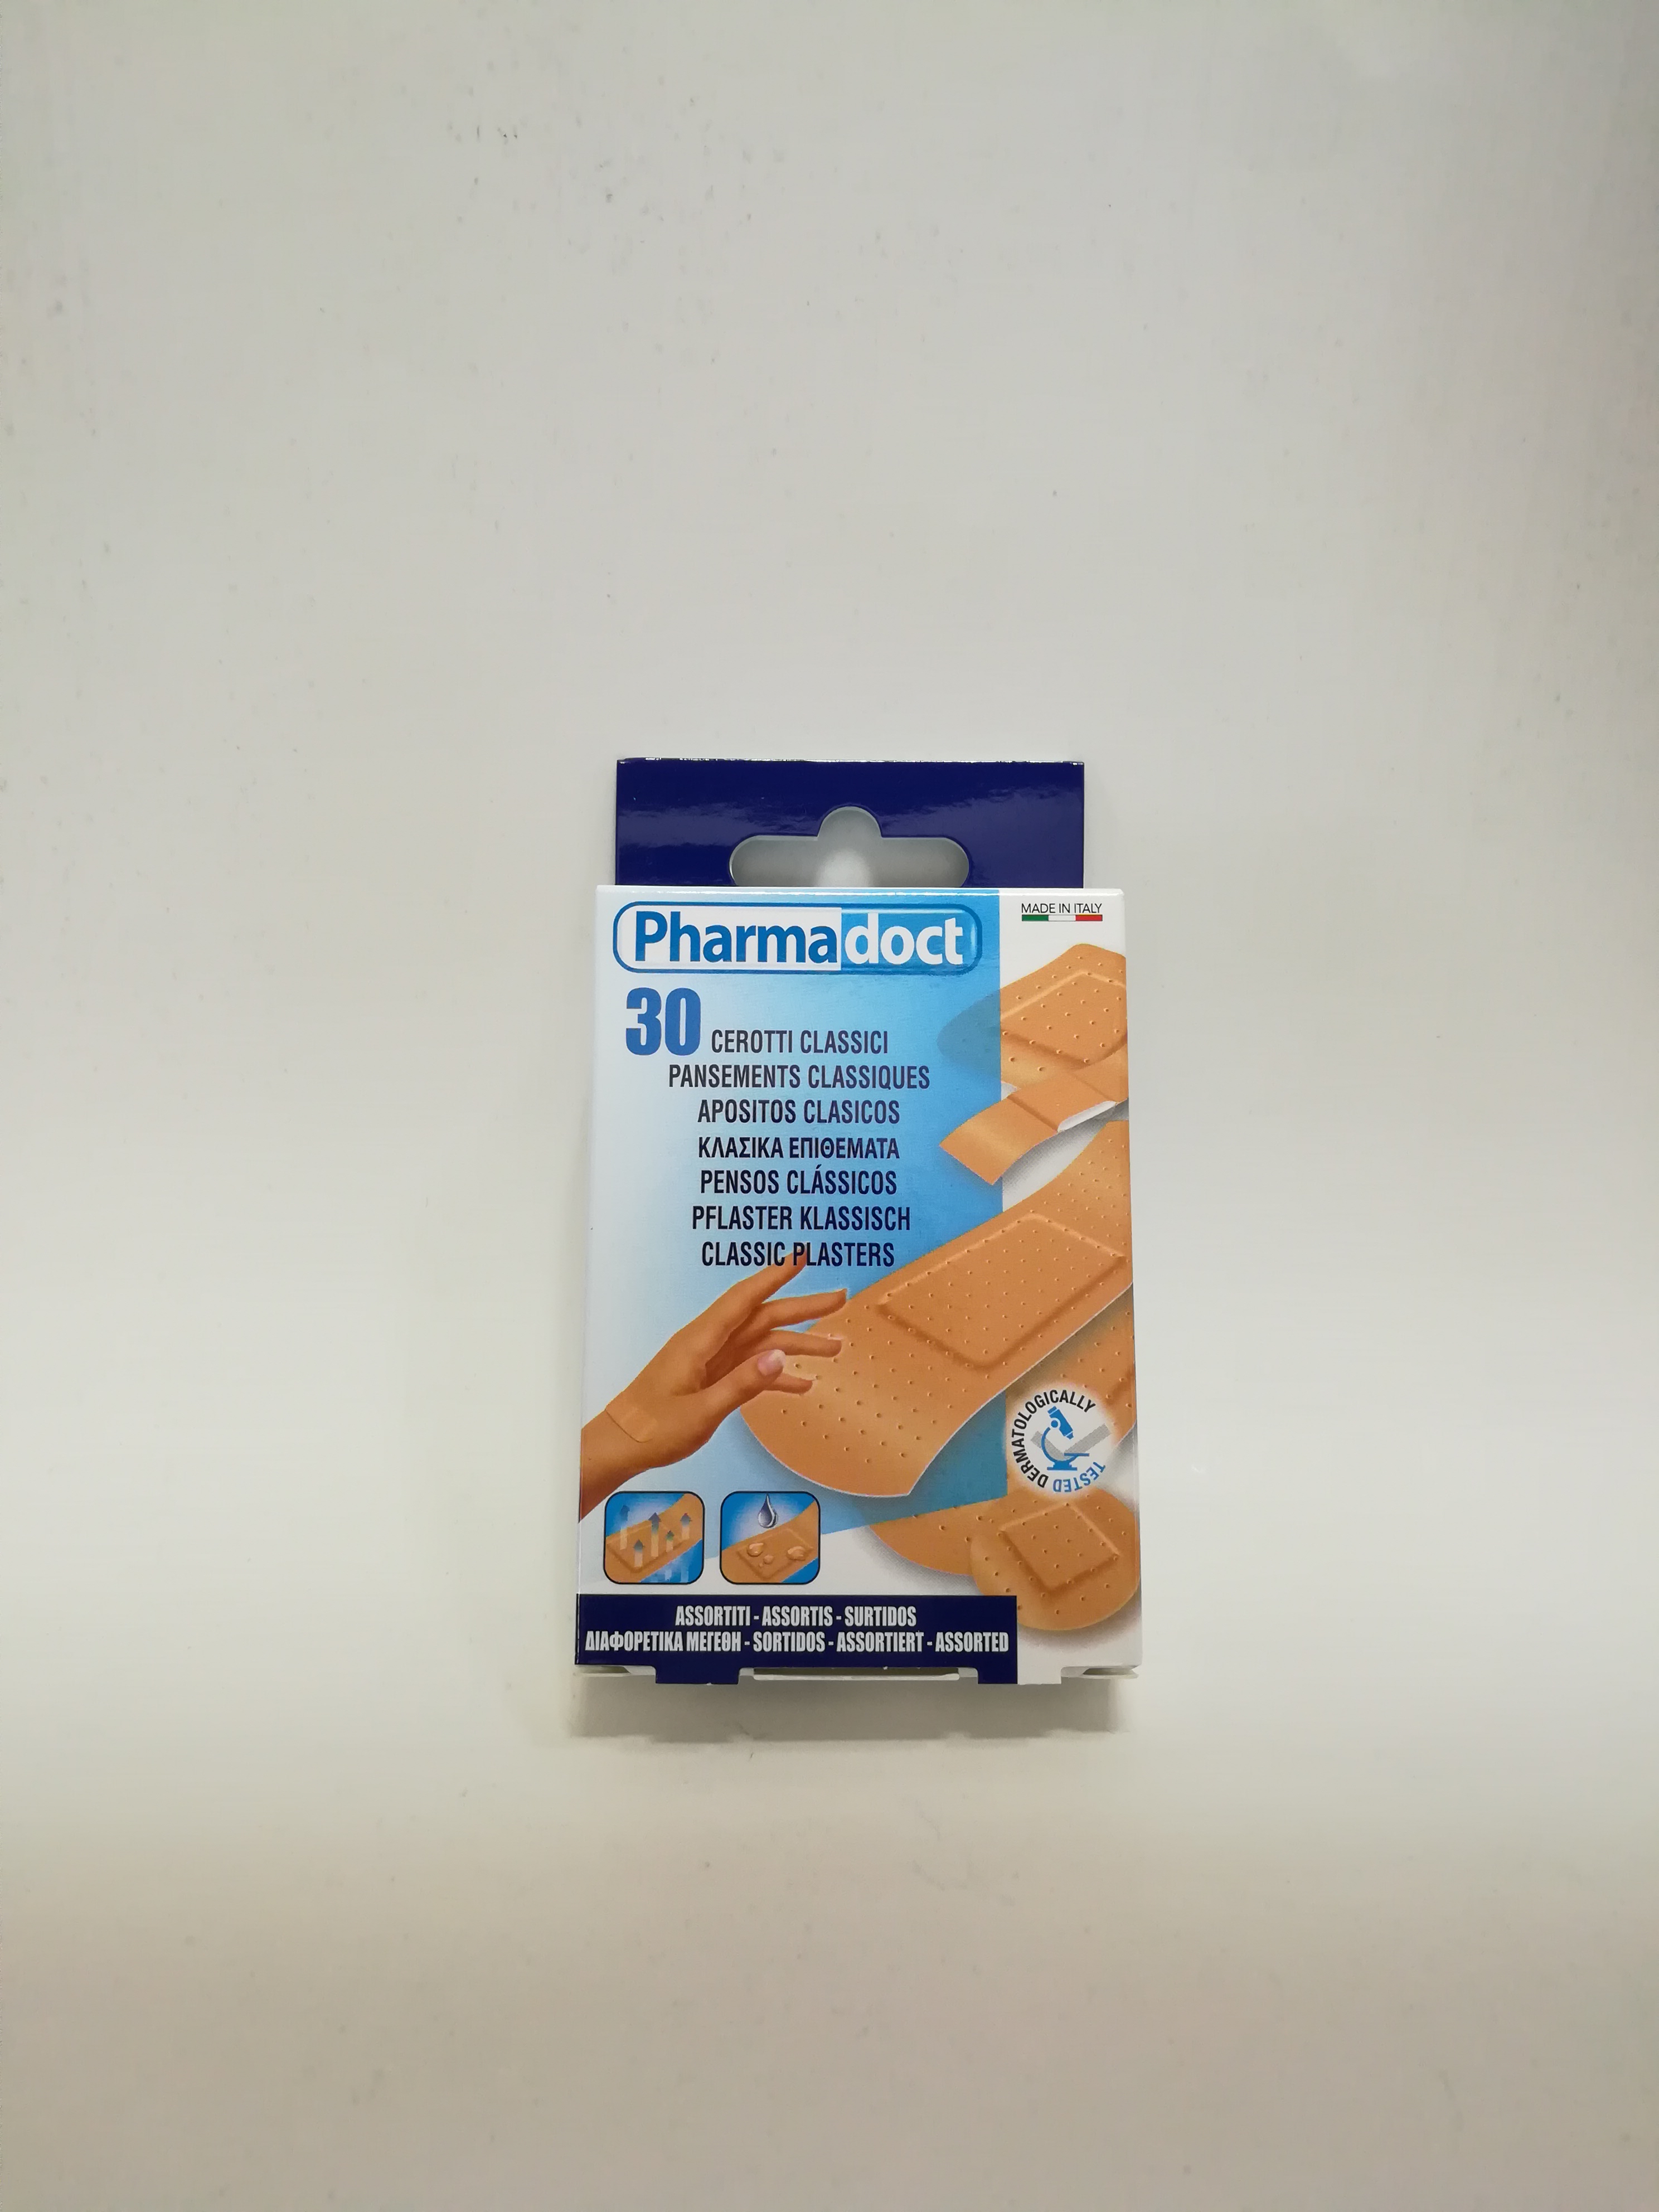 MADE IN ITALY
Pharmadoct
30 CEROTTI CLASSICI
PANSEMENTS CLASSIQUES
APOSITOS CLASICOS
ΚΛΑΣΙΚΑ ΕΠΙΘΕΜΑΤΑ
PENSOS CLÁSSICOS
PFLASTER KLASSISCH
CLASSIC PLASTERS
DERMATOLOGICALLY
TESTED
ASSORTITI - ASSORTIS - SURTIDOS
ΔΙΑΦΟΡΕΤΙΚΑ ΜΕΓΕΘΗ - SORTIDOS - ASSORTIERT - ASSORTED